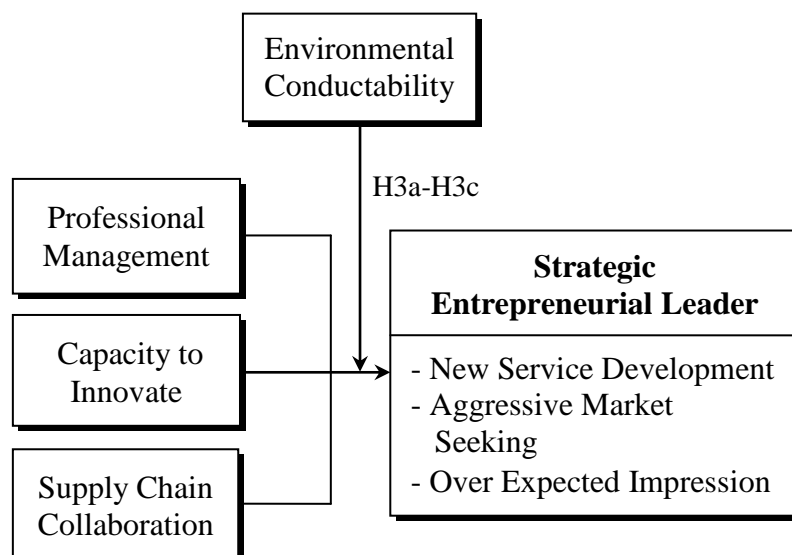 Environmental
Conductability
H3a-H3c
Professional
Management
Capacity to
Innovate
Supply Chain
Collaboration
Strategic
Entrepreneurial Leader
- New Service Development
- Aggressive Market
Seeking
- Over Expected Impression